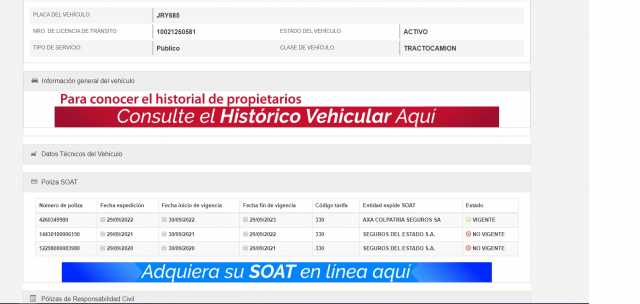 PLACA DEL VEHÍCULO: JRY685
NRO. DE LICENCIA DE TRÁNSITO: 10021260581 ESTADO DEL VEHÍCULO: ACTIVO
TIPO DE SERVICIO: Público CLASE DE VEHÍCULO: TRACTOCAMION
Información general del vehículo
Para conocer el historial de propietarios
Consulte el Histórico Vehicular Aquí
Datos Técnicos del Vehículo
Poliza SOAT
Número de poliza Fecha expedición Fecha inicio de vigencia Fecha fin de vigencia Código tarifa Entidad expide SOAT Estado
29/09/2022 30/09/2022 29/09/2023 330 AXA COLPATRIA SEGUROS SA VIGENTE
29/09/2021 30/09/2021 29/09/2022 330 SEGUROS DEL ESTADO S.A. NO VIGENTE
29/09/2020 30/09/2020 29/09/2021 330 SEGUROS DEL ESTADO S.A. NO VIGENTE
Adquiera su SOAT en línea aquí
Pólizas de Responsabilidad Civil